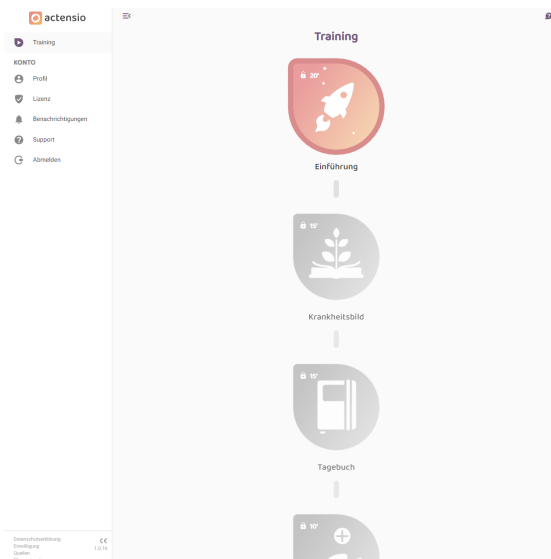 actensio
Training
KONTO
Profil
Lizenz
Benachrichtigungen
Support
Abmelden
Datenschutzerklärung
Einwilligung
Quellen
CE
1.0.16
Training
20'
Einführung
15'
Krankheitsbild
15'
Tagebuch
10'